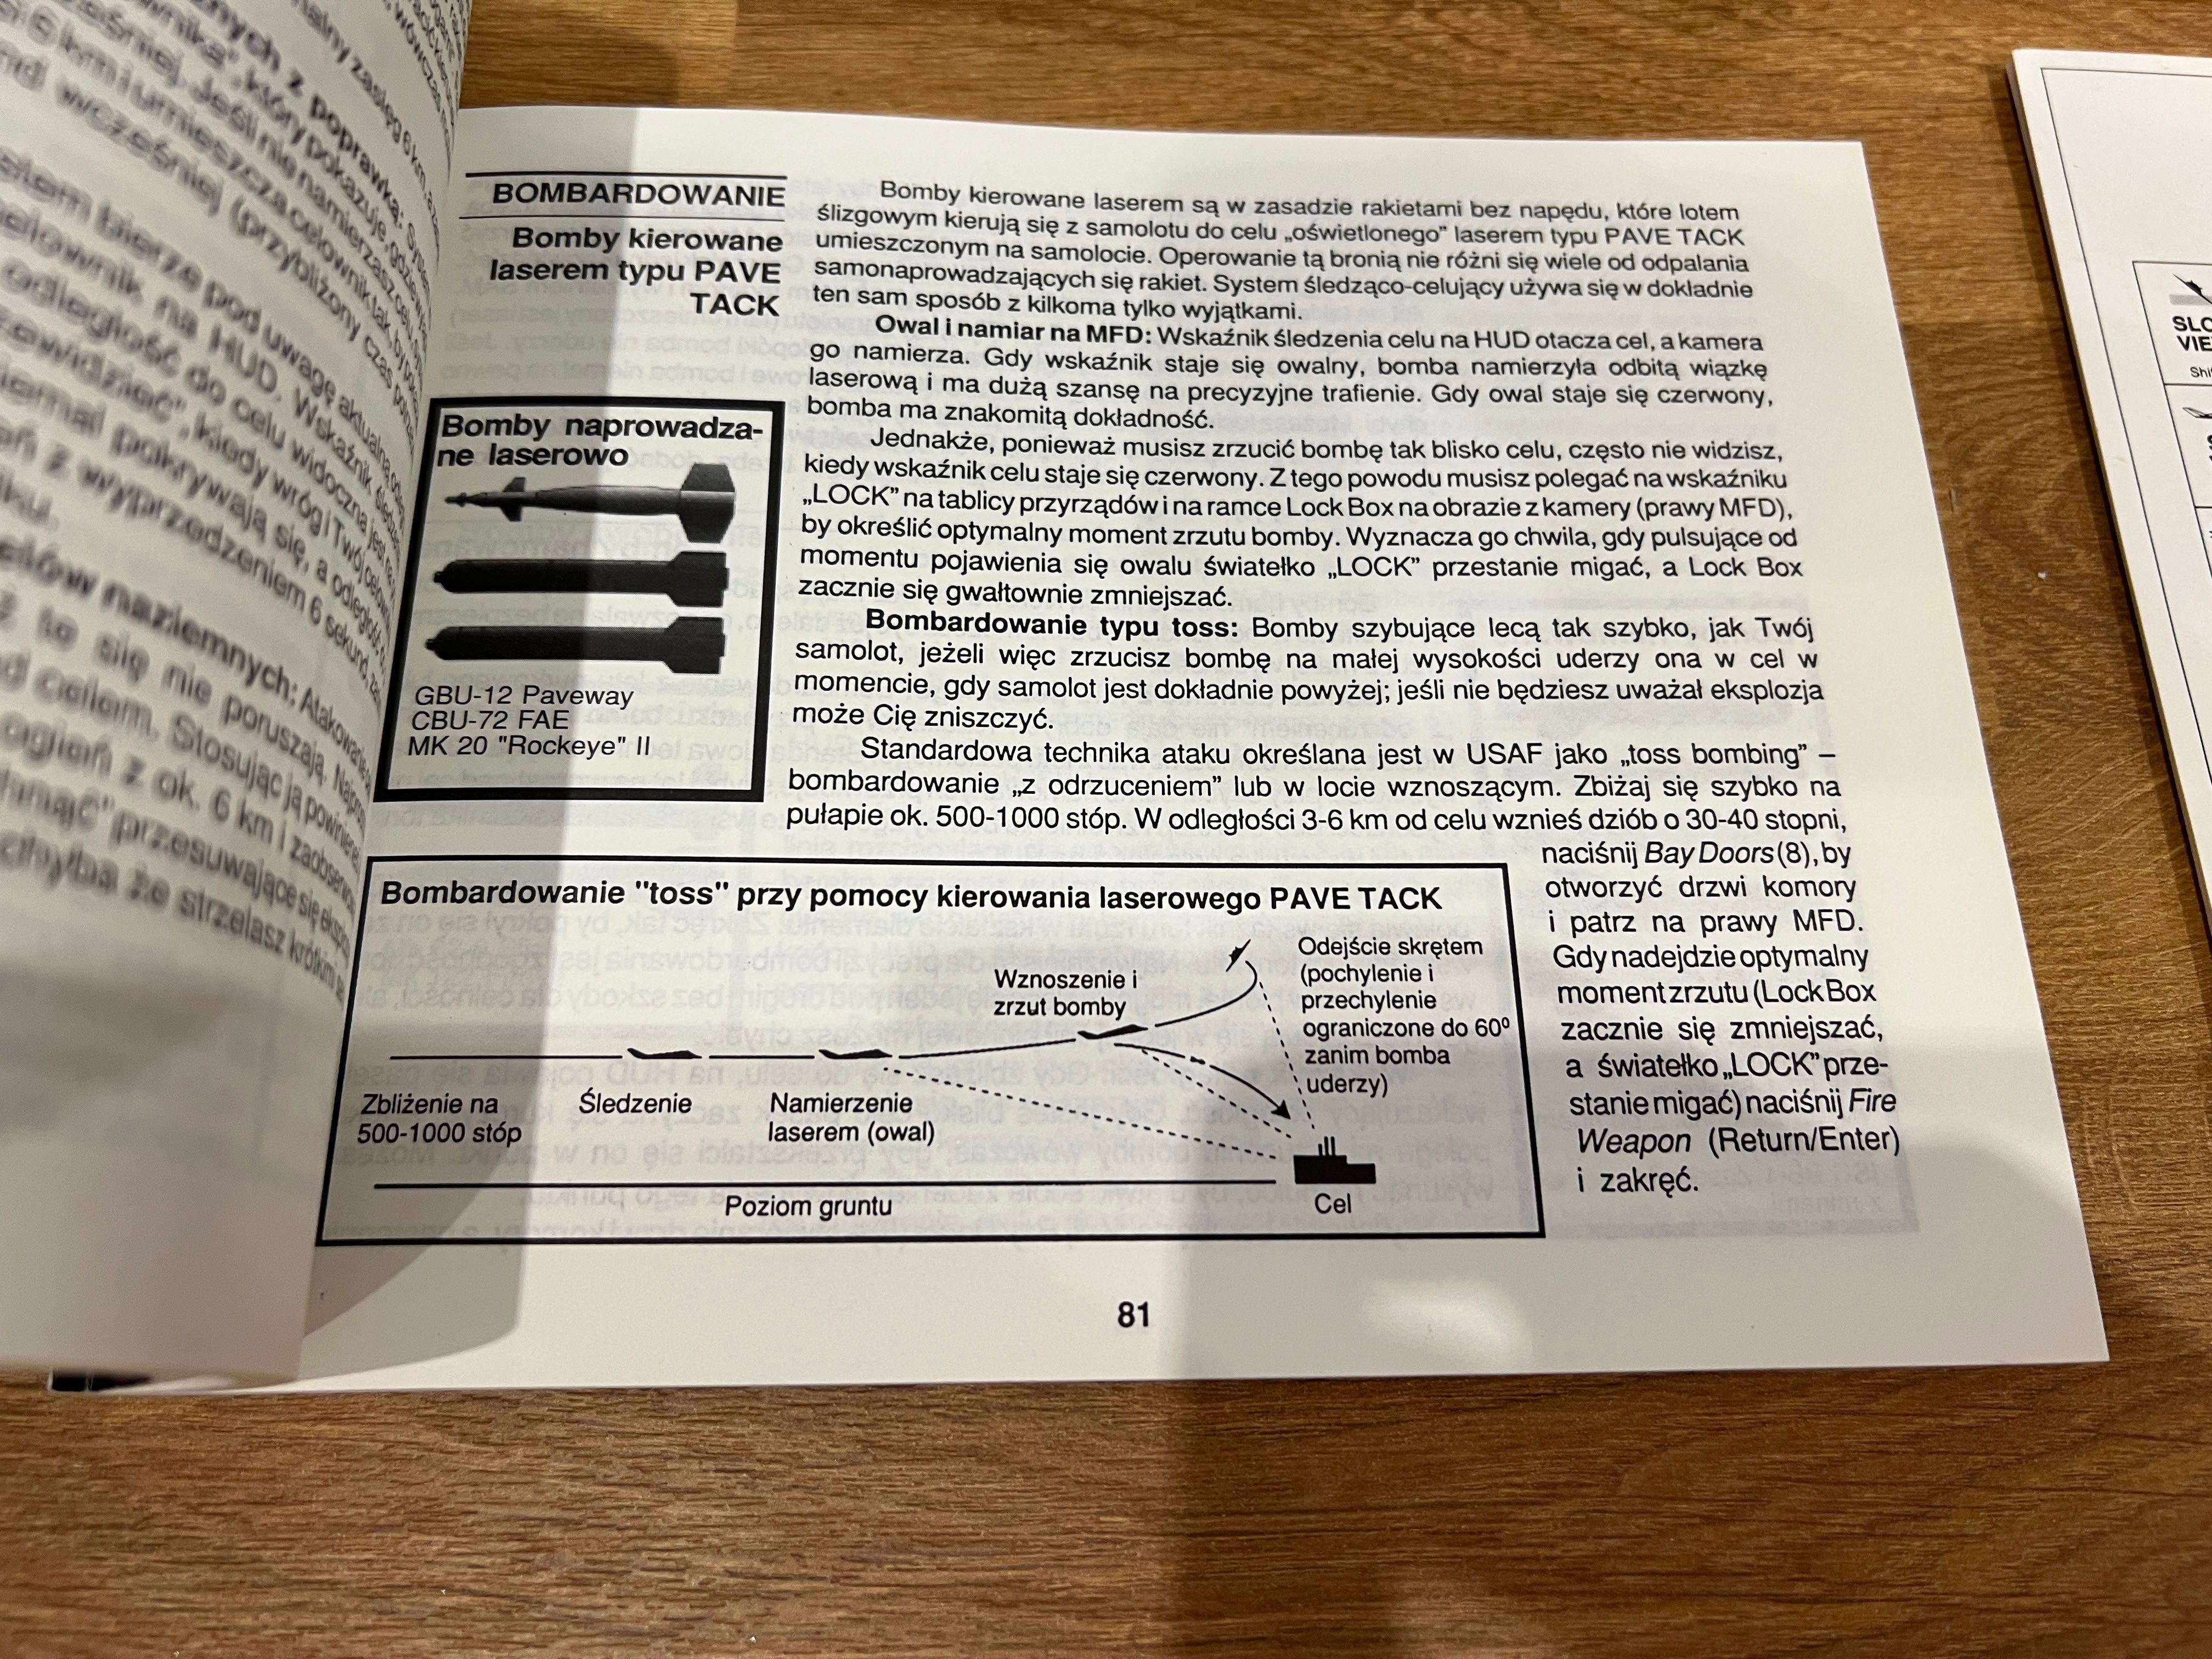 BOMBARDOWANIE
Bomby kierowane
laserem typu PAVE
TACK
Bomby kierowane laserem są w zasadzie rakietami bez napędu, które lotem
ślizgowym kierują się z samolotu do celu „oświetlonego” laserem typu PAVE TACK
umieszczonym na samolocie. Operowanie tą bronią nie różni się wiele od odpalania
samonaprowadzających się rakiet. System śledząco-celujący używa się w dokładnie
ten sam sposób z kilkoma tylko wyjątkami.
Owal i namiar na MFD: Wskaźnik śledzenia celu na HUD otacza cel, a kamera
go namierza. Gdy wskaźnik staje się owalny, bomba namierzyła odbitą wiązkę
laserową i ma dużą szansę na precyzyjne trafienie. Gdy owal staje się czerwony,
bomba ma znakomitą dokładność.
Jednakże, ponieważ musisz zrzucić bombę tak blisko celu, często nie widzisz,
kiedy wskaźnik celu staje się czerwony. Z tego powodu musisz polegać na wskaźniku
„LOCK” na tablicy przyrządów i na ramce Lock Box na obrazie z kamery (prawy MFD),
by określić optymalny moment zrzutu bomby. Wyznacza go chwila, gdy pulsujące od
momentu pojawienia się owalu światełko „LOCK” przestanie migać, a Lock Box
zacznie się gwałtownie zmniejszać.
Bombardowanie typu toss: Bomby szybujące lecą tak szybko, jak Twój
samolot, jeżeli więc zrzucisz bombę na małej wysokości uderzy ona w cel w
momencie, gdy samolot jest dokładnie powyżej; jeśli nie będziesz uważał eksplozja
może Cię zniszczyć.
Standardowa technika ataku określana jest w USAF jako „toss bombing” –
bombardowanie „z odrzuceniem” lub w locie wznoszącym. Zbiżaj się szybko na
pułapie ok. 500-1000 stóp. W odległości 3-6 km od celu wznieś dziób o 30-40 stopni,
naciśnij Bay Doors (8), by
otworzyć drzwi komory
i patrz na prawy MFD.
Gdy nadejdzie optymalny
moment zrzutu (Lock Box
zacznie się zmniejszać,
a światełko „LOCK” prze-
stanie migać) naciśnij Fire
Weapon (Return/Enter)
i zakręć.
Bomby naprowadza-
ne laserowo
GBU-12 Paveway
CBU-72 FAE
MK 20 "Rockeye" II
Bombardowanie "toss" przy pomocy kierowania laserowego PAVE TACK
Wznoszenie i
zrzut bomby
Odejście skrętem
(pochylenie i
przechylenie
ograniczone do 60º
zanim bomba
uderzy)
Zbliżenie na
500-1000 stóp
Śledzenie
Namierzenie
laserem (owal)
Poziom gruntu
Cel
81